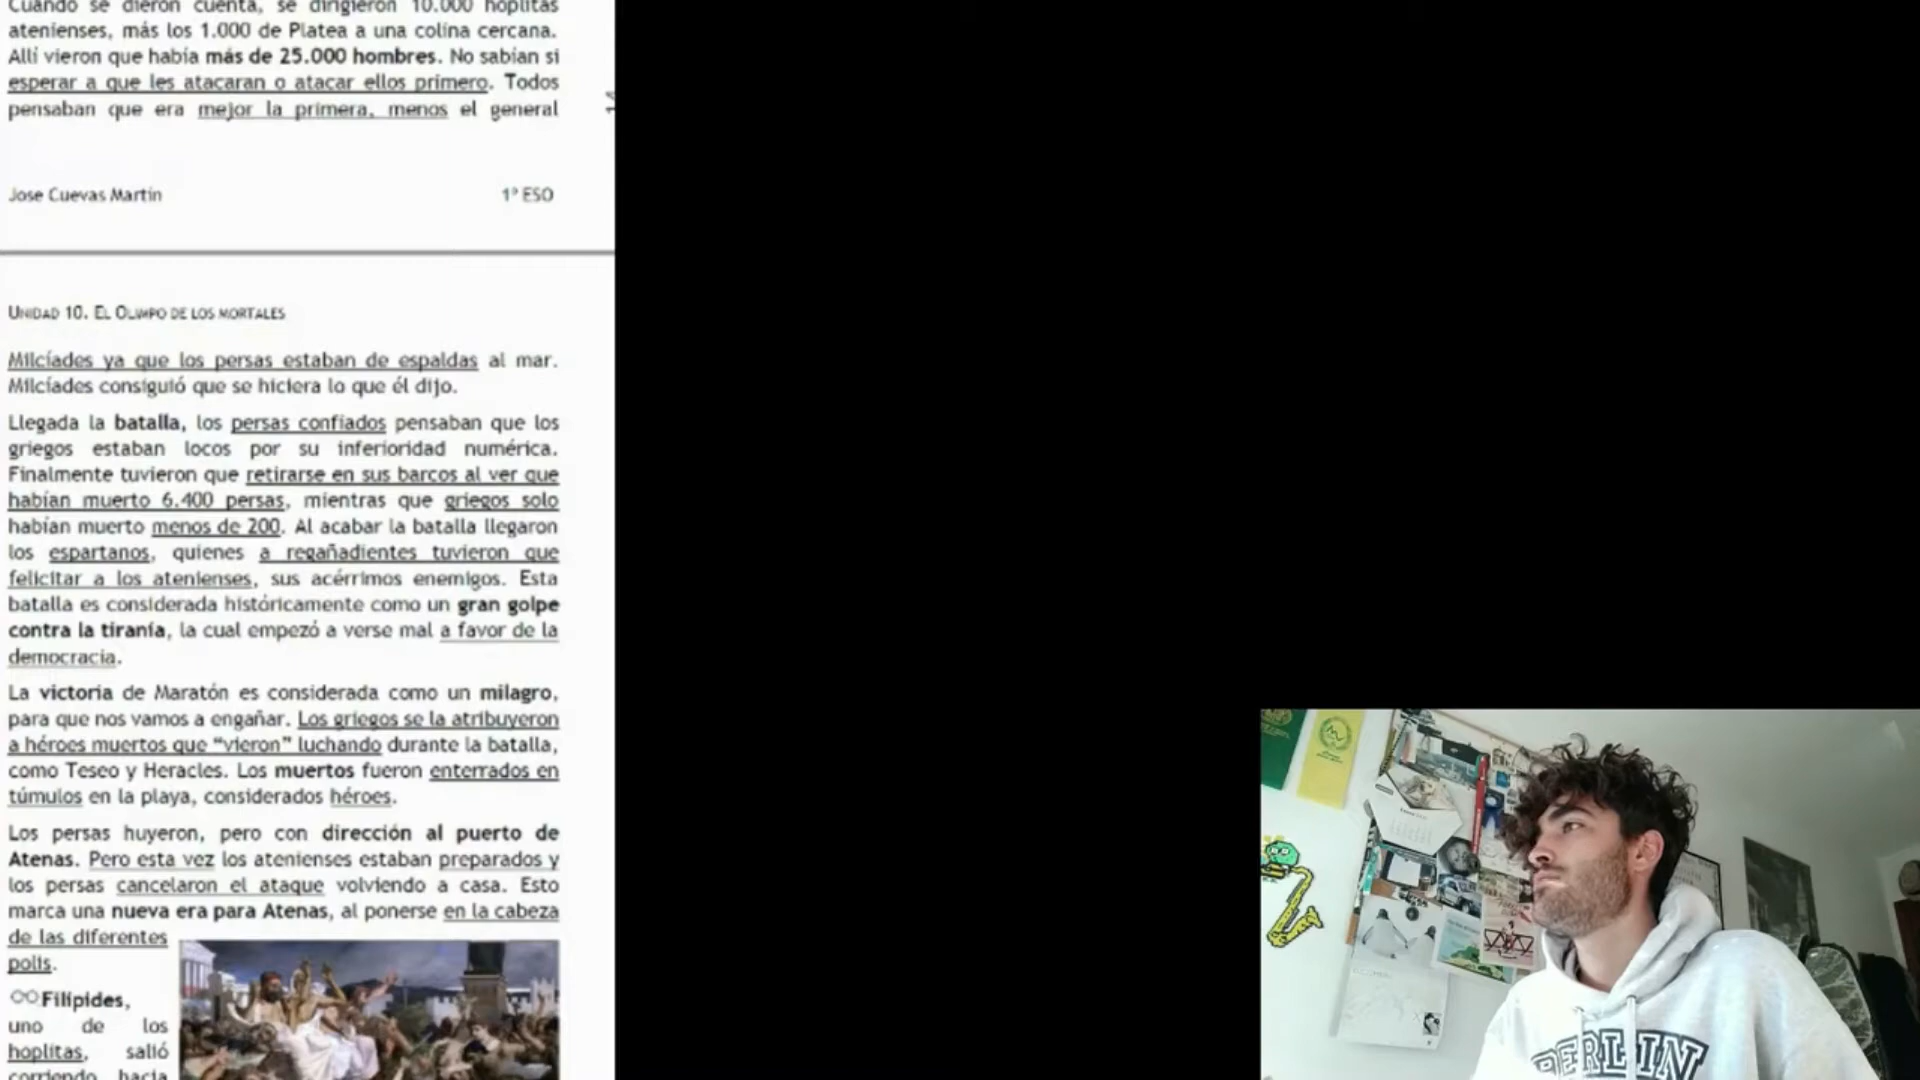 Cuando se dieron cuenta, se dirigieron 10.000 hoplitas
atenienses, más los 1.000 de Platea a una colina cercana.
Allí vieron que había más de 25.000 hombres. No sabían si
esperar a que les atacaran o atacar ellos primero. Todos
pensaban que era mejor la primera, menos el general
Jose Cuevas Martín 1º ESO
UNIDAD 10. EL OLIMPO DE LOS MORTALES
Milcíades ya que los persas estaban de espaldas al mar.
Milcíades consiguió que se hiciera lo que él dijo.
Llegada la batalla, los persas confiados pensaban que los
griegos estaban locos por su inferioridad numérica.
Finalmente tuvieron que retirarse en sus barcos al ver que
habían muerto 6.400 persas, mientras que griegos solo
habían muerto menos de 200. Al acabar la batalla llegaron
los espartanos, quienes a regañadientes tuvieron que
felicitar a los atenienses, sus acérrimos enemigos. Esta
batalla es considerada históricamente como un gran golpe
contra la tiranía, la cual empezó a verse mal a favor de la
democracia.
La victoria de Maratón es considerada como un milagro,
para que nos vamos a engañar. Los griegos se la atribuyeron
a héroes muertos que “vieron” luchando durante la batalla,
como Teseo y Heracles. Los muertos fueron enterrados en
túmulos en la playa, considerados héroes.
Los persas huyeron, pero con dirección al puerto de
Atenas. Pero esta vez los atenienses estaban preparados y
los persas cancelaron el ataque volviendo a casa. Esto
marca una nueva era para Atenas, al ponerse en la cabeza
de las diferentes
polis.
Filípides,
uno de los
hoplitas, salió
corriendo hacia
BERLIN